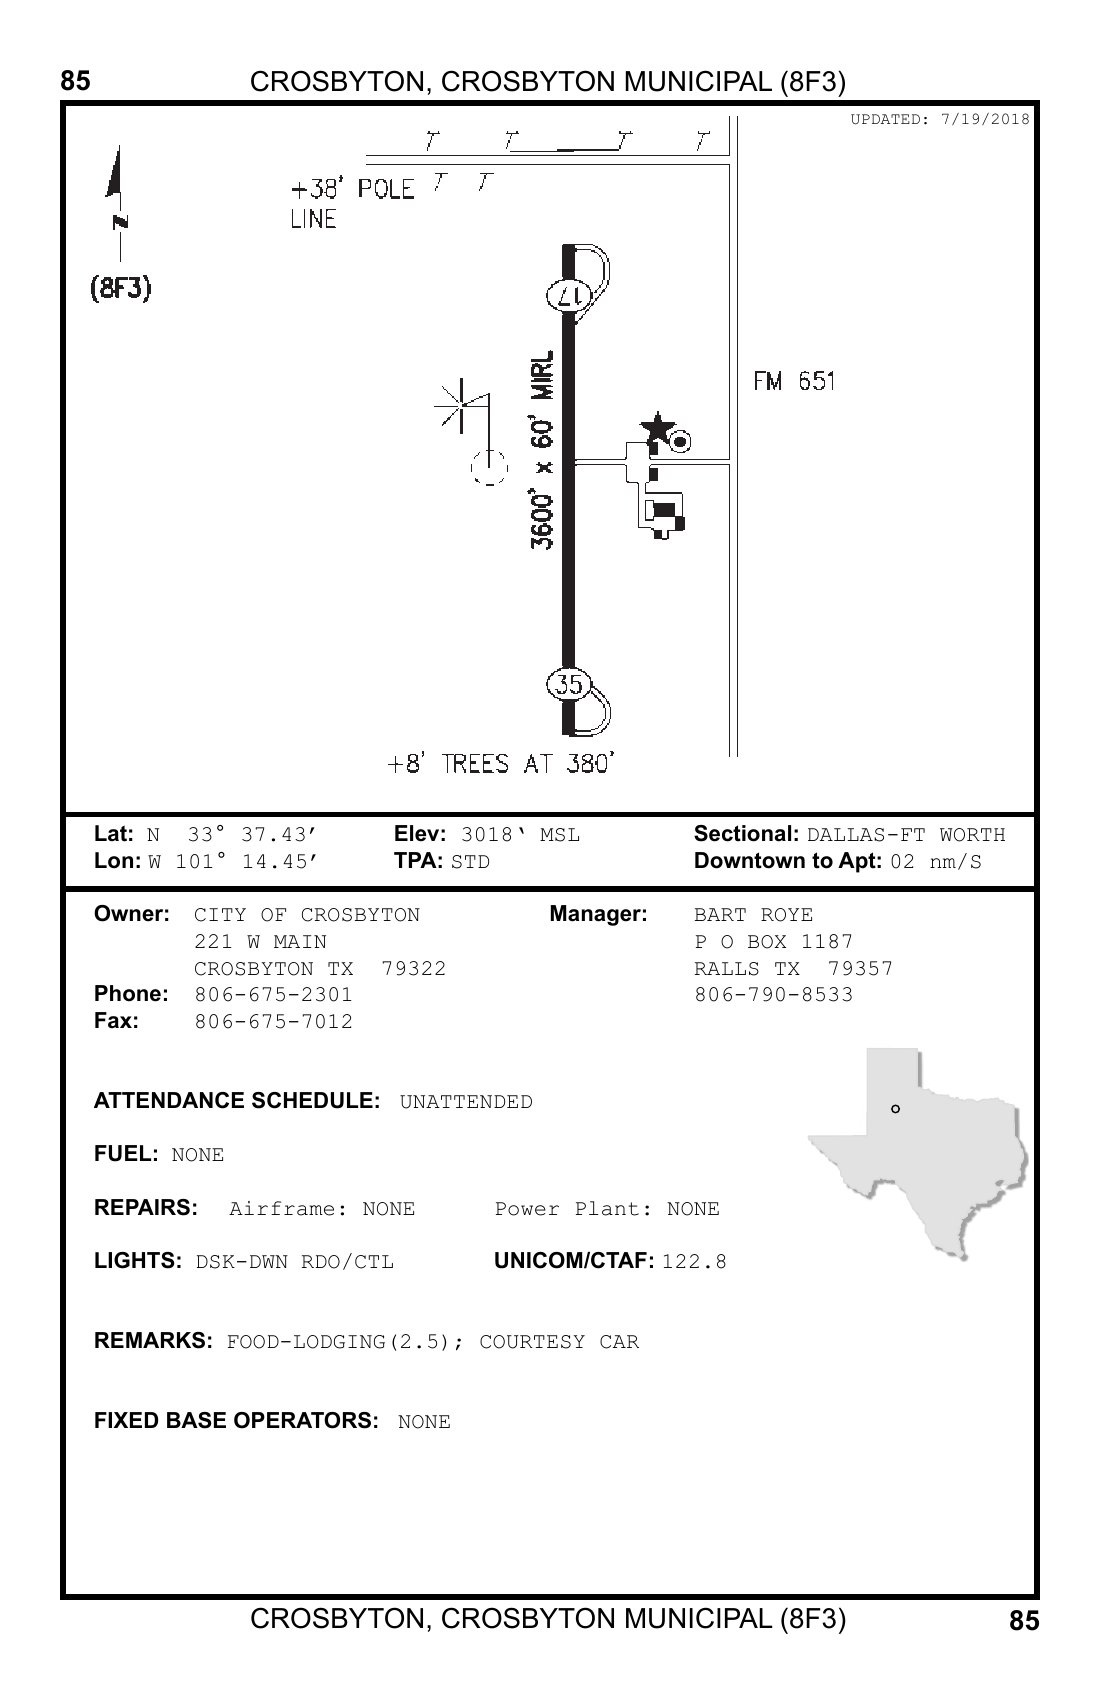 85 CROSBYTON, CROSBYTON MUNICIPAL (8F3)
UPDATED: 7/19/2018
+38' POLE
LINE
N
(8F3)
17
3600' x 60' MIRL
FM 651
35
+8' TREES AT 380'
Lat: N 33° 37.43′ Elev: 3018‘ MSL Sectional: DALLAS-FT WORTH
Lon: W 101° 14.45′ TPA: STD Downtown to Apt: 02 nm/S
Owner: CITY OF CROSBYTON Manager: BART ROYE
221 W MAIN P O BOX 1187
CROSBYTON TX 79322 RALLS TX 79357
Phone: 806-675-2301 806-790-8533
Fax: 806-675-7012
ATTENDANCE SCHEDULE: UNATTENDED
FUEL: NONE
REPAIRS: Airframe: NONE Power Plant: NONE
LIGHTS: DSK-DWN RDO/CTL UNICOM/CTAF: 122.8
REMARKS: FOOD-LODGING(2.5); COURTESY CAR
FIXED BASE OPERATORS: NONE
CROSBYTON, CROSBYTON MUNICIPAL (8F3) 85